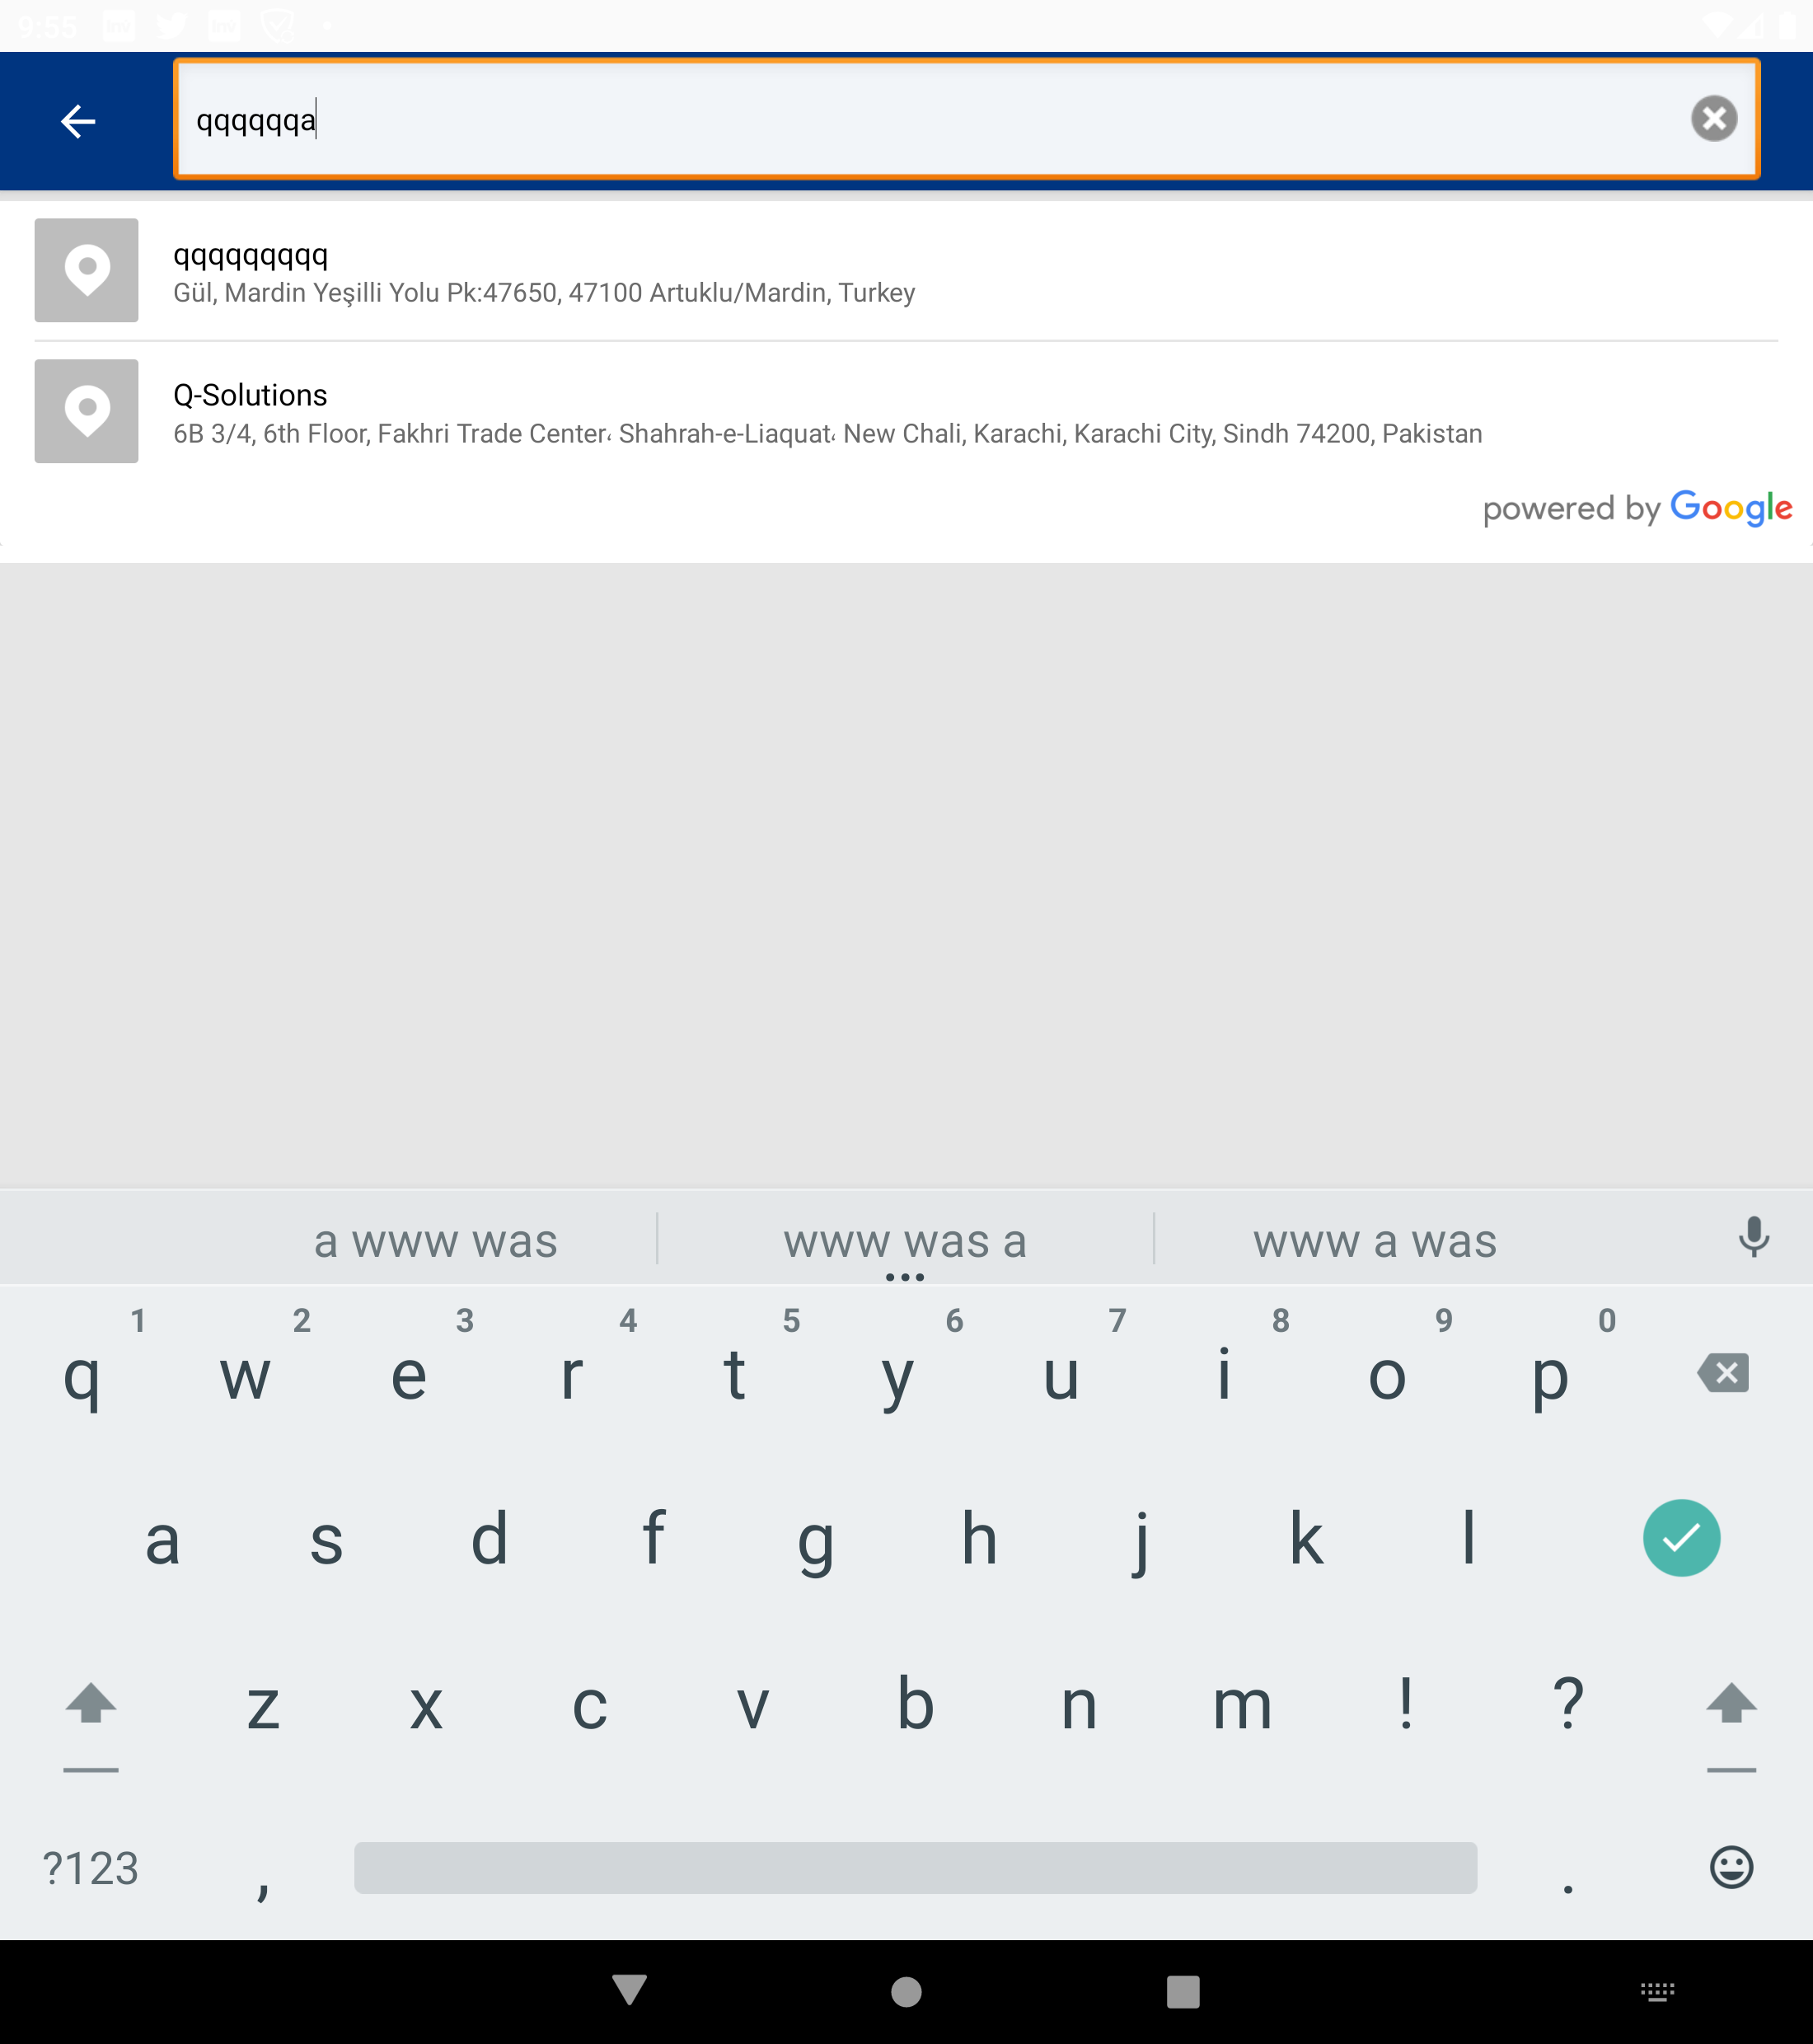 9:55
qqqqqqa
qqqqqqqqq
Gül, Mardin Yeşilli Yolu Pk:47650, 47100 Artuklu/Mardin, Turkey
Q-Solutions
6B 3/4, 6th Floor, Fakhri Trade Center، Shahrah-e-Liaquat، New Chali, Karachi, Karachi City, Sindh 74200, Pakistan
powered by Google
a www was www was a www a was
1 2 3 4 5 6 7 8 9 0
q w e r t y u i o p
a s d f g h j k l
z x c v b n m ! ?
?123 , .